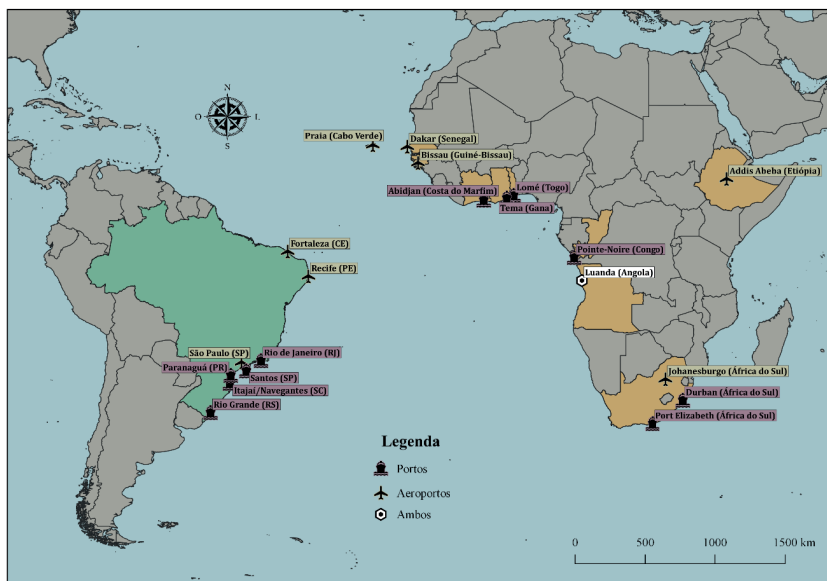 N
O
L
S
Praia (Cabo Verde)
Dakar (Senegal)
Bissau (Guiné-Bissau)
Addis Abeba (Etiópia)
Abidjan (Costa do Marfim)
Lomé (Togo)
Tema (Gana)
Fortaleza (CE)
Pointe-Noire (Congo)
Recife (PE)
Luanda (Angola)
São Paulo (SP)
Rio de Janeiro (RJ)
Paranaguá (PR)
Santos (SP)
Itajaí/Navegantes (SC)
Rio Grande (RS)
Johanesburgo (África do Sul)
Durban (África do Sul)
Port Elizabeth (África do Sul)
Legenda
Portos
Aeroportos
Ambos
0 500 1000 1500 km